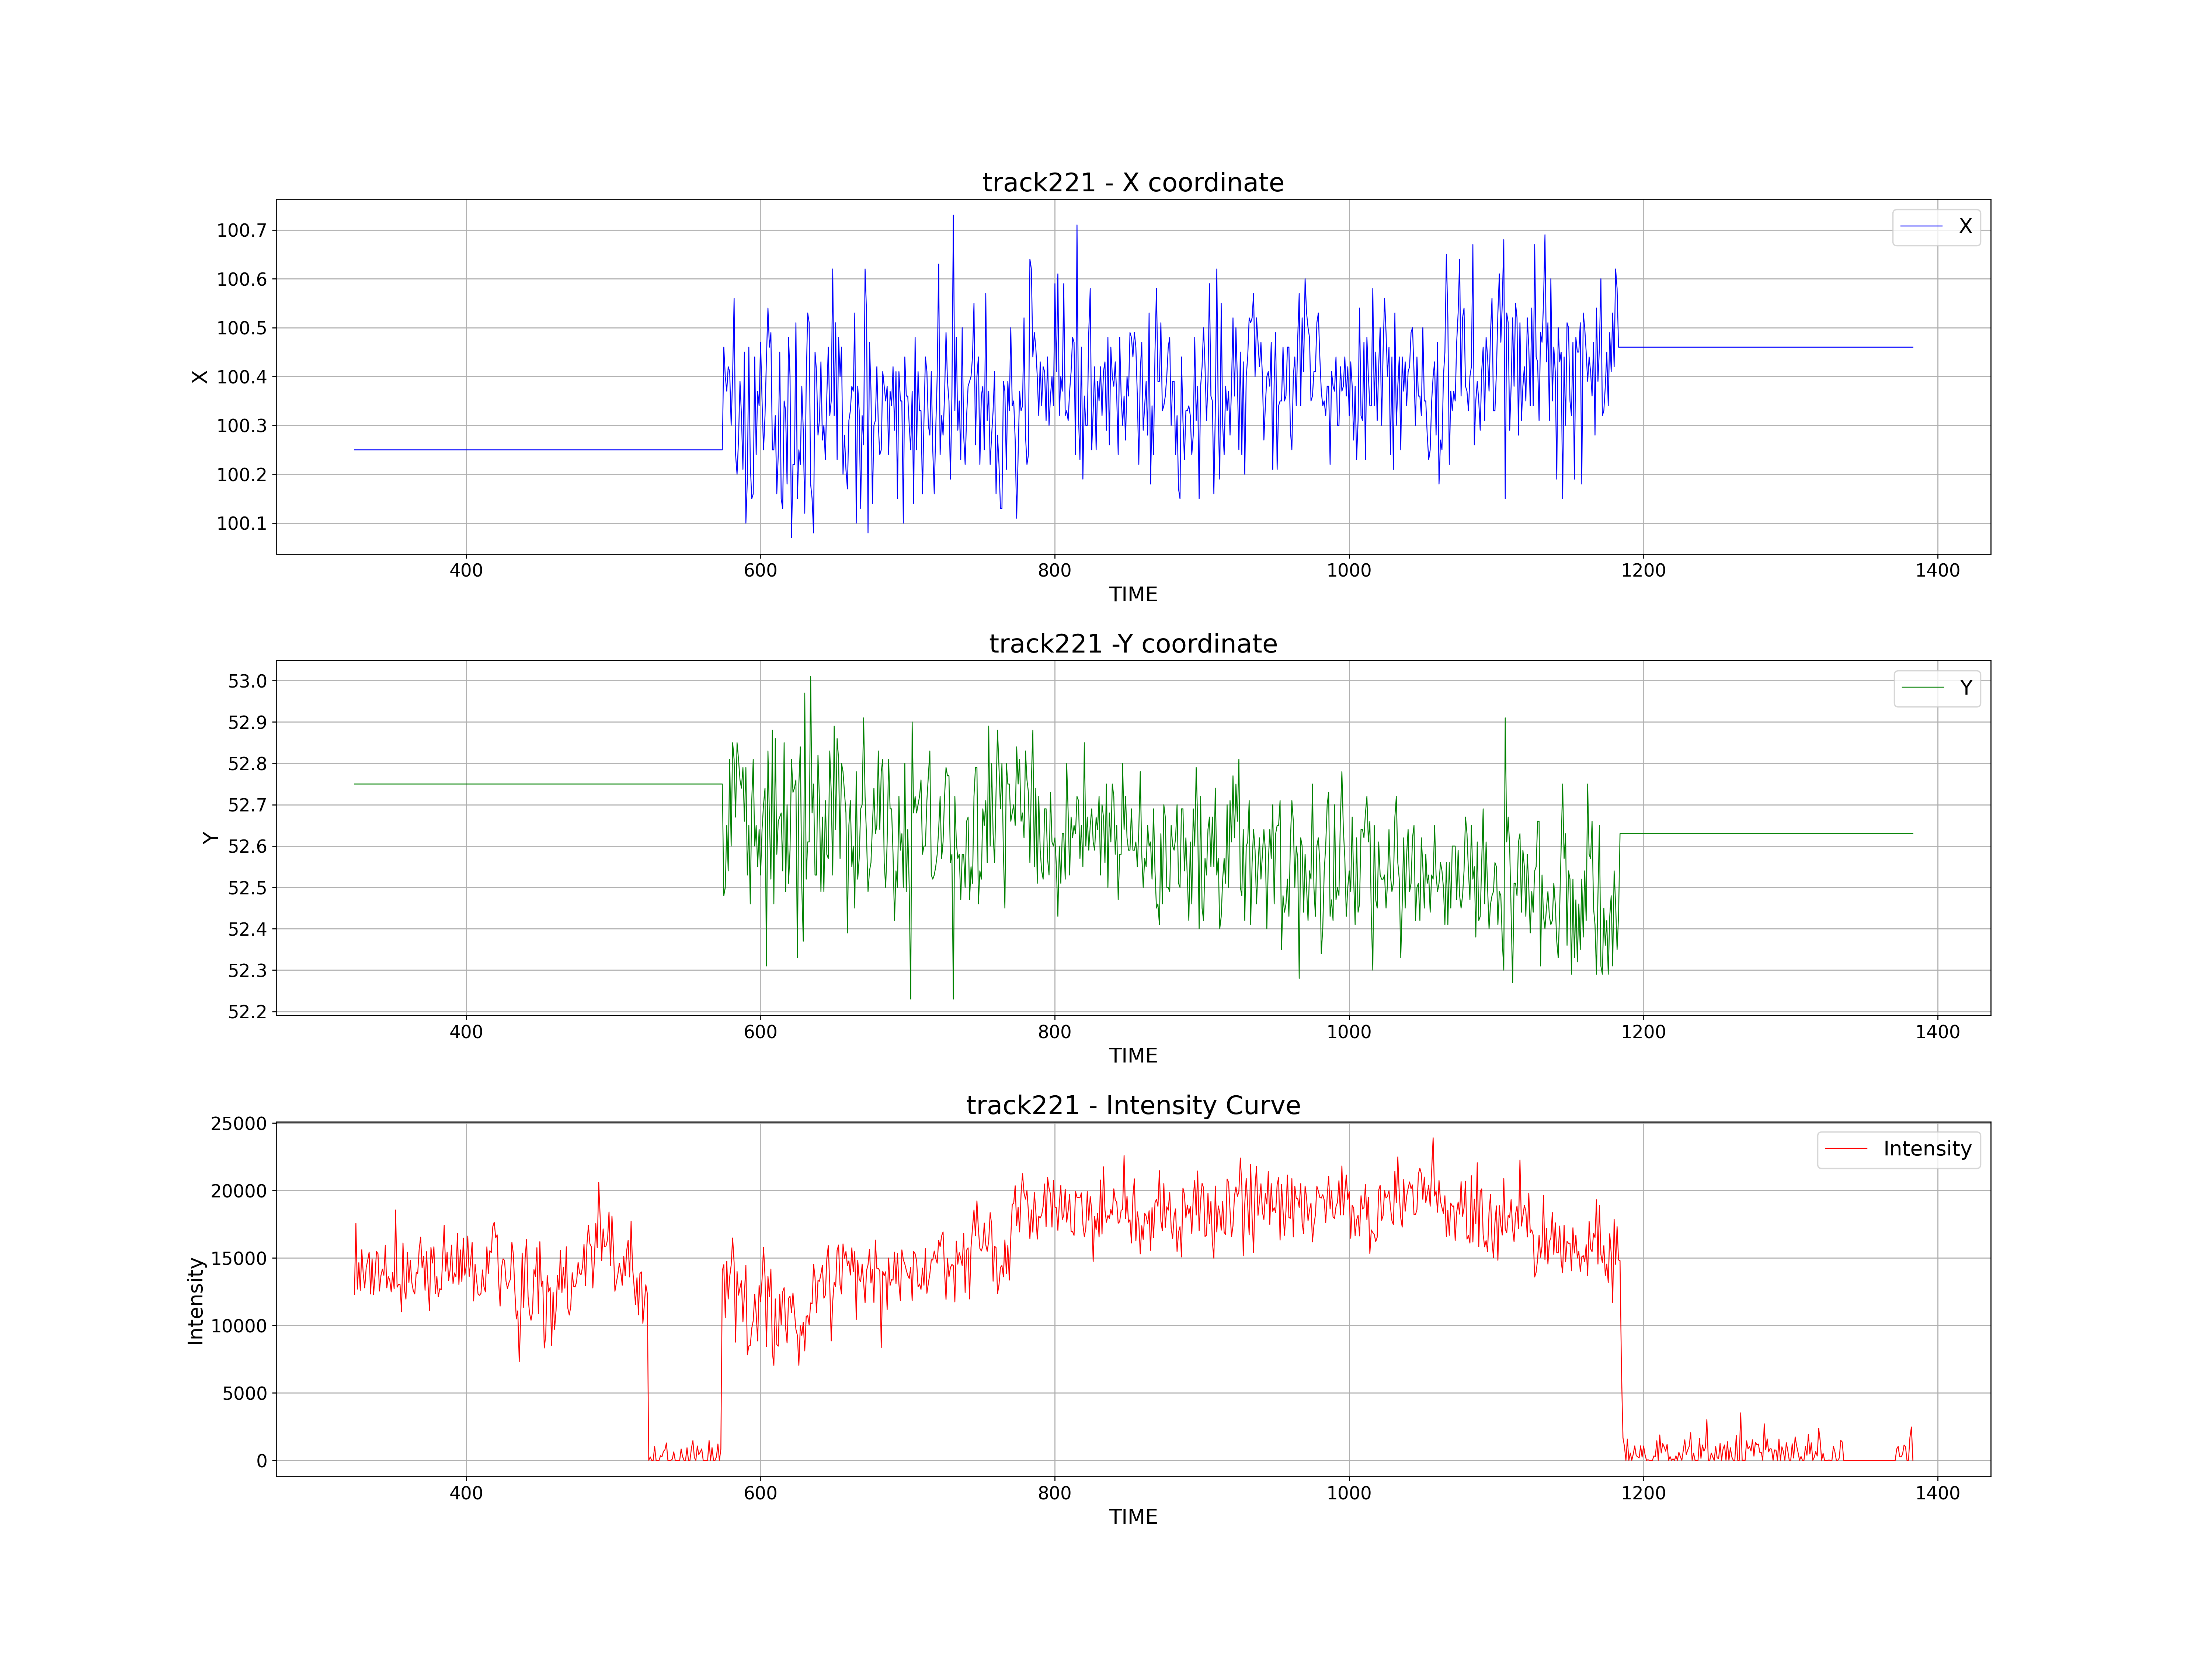 track221 - X coordinate
X
100.7
100.6
100.5
100.4
100.3
100.2
100.1
X
400 600 800 1000 1200 1400
TIME
track221 -Y coordinate
Y
53.0
52.9
52.8
52.7
52.6
52.5
52.4
52.3
52.2
Y
400 600 800 1000 1200 1400
TIME
track221 - Intensity Curve
Intensity
25000
20000
15000
10000
5000
0
Intensity
400 600 800 1000 1200 1400
TIME